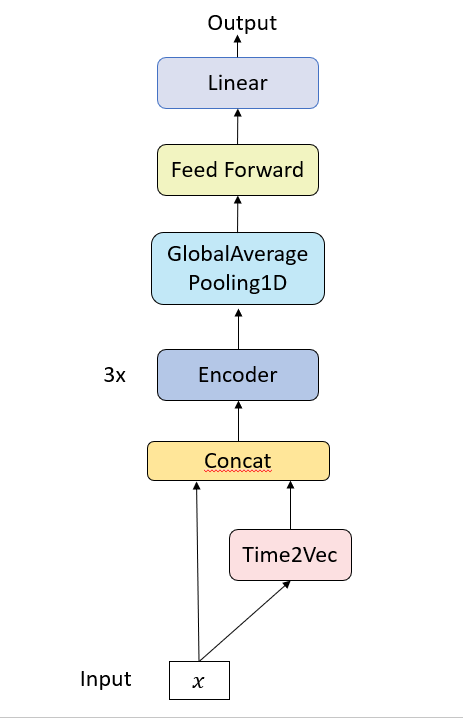 Output
Linear
Feed Forward
GlobalAverage
Pooling1D
3x
Encoder
Concat
Time2Vec
Input
x